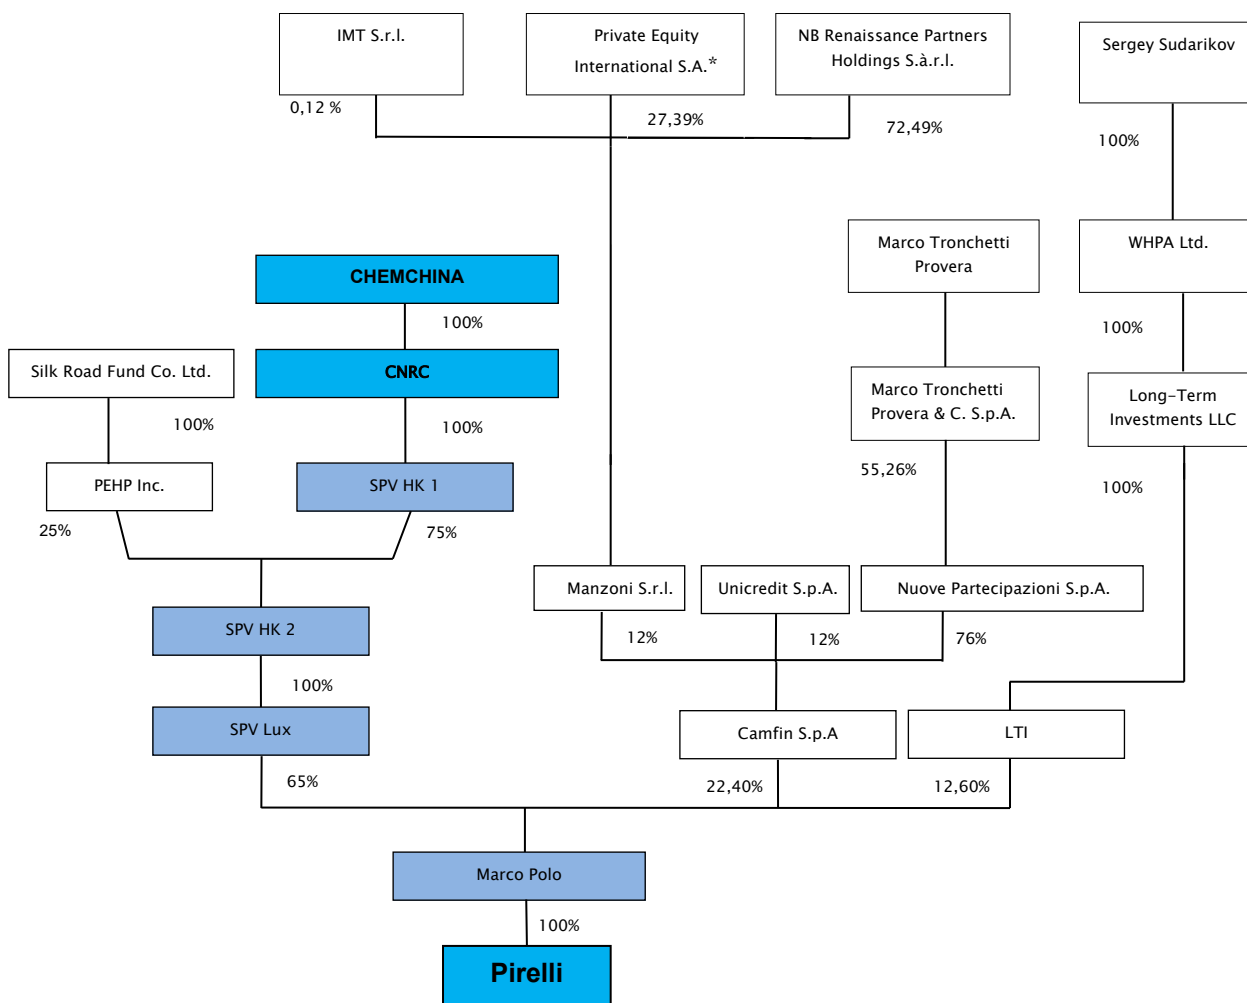 IMT S.r.l.
Private Equity
International S.A.*
NB Renaissance Partners
Holdings S.à.r.l.
Sergey Sudarikov
0,12 %
27,39%
72,49%
100%
Marco Tronchetti
Provera
WHPA Ltd.
CHEMCHINA
100%
100%
Silk Road Fund Co. Ltd.
CNRC
Marco Tronchetti
Provera & C. S.p.A.
Long-Term
Investments LLC
100%
100%
55,26%
100%
PEHP Inc.
SPV HK 1
25%
75%
Manzoni S.r.l.
Unicredit S.p.A.
Nuove Partecipazioni S.p.A.
SPV HK 2
12%
12%
76%
100%
SPV Lux
Camfin S.p.A
LTI
65%
22,40%
12,60%
Marco Polo
100%
Pirelli